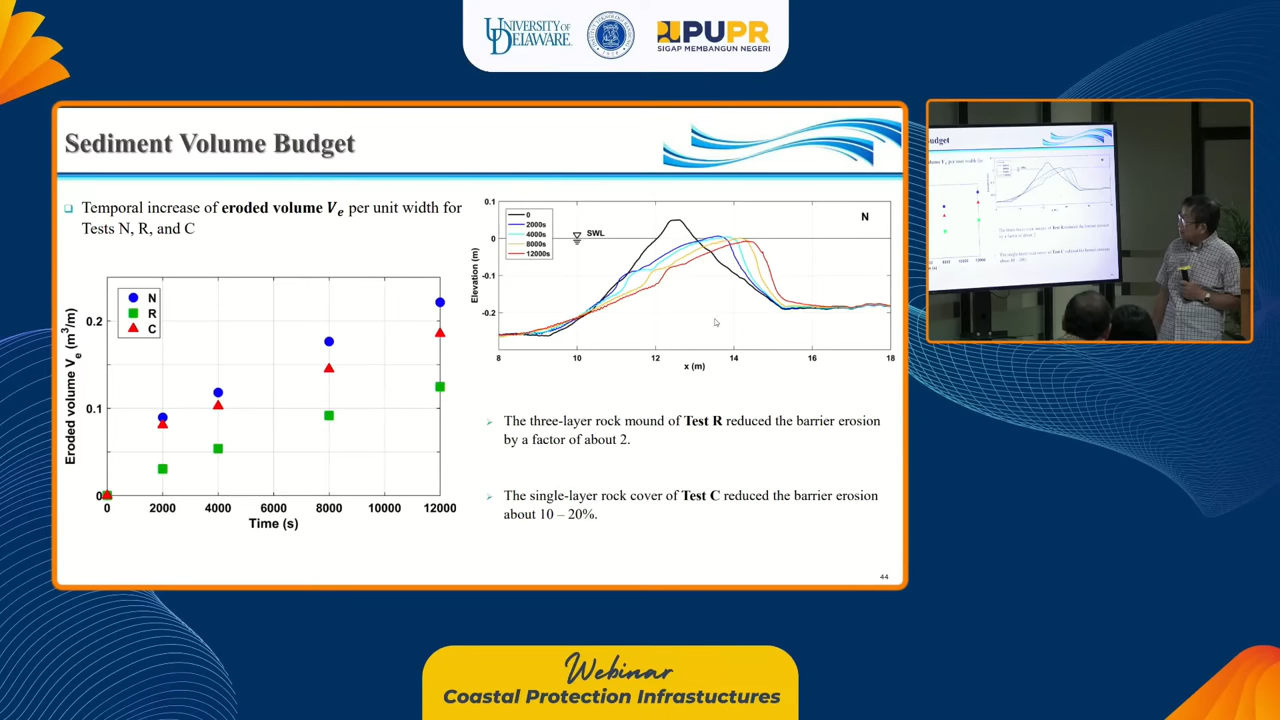 UNIVERSITY OF
DELAWARE.
PUPR
SIGAP MEMBANGUN NEGERI
Sediment Volume Budget
Temporal increase of eroded volume Vₑ per unit width for
Tests N, R, and C
N
R
C
Eroded volume Vₑ (m³/m)
0.2
0.1
0
0 2000 4000 6000 8000 10000 12000
Time (s)
0
2000s
4000s
8000s
12000s
SWL
N
Elevation (m)
0.1
0
-0.1
-0.2
8 10 12 14 16 18
x (m)
The three-layer rock mound of Test R reduced the barrier erosion
by a factor of about 2.
The single-layer rock cover of Test C reduced the barrier erosion
about 10 – 20%.
44
Webinar
Coastal Protection Infrastuctures